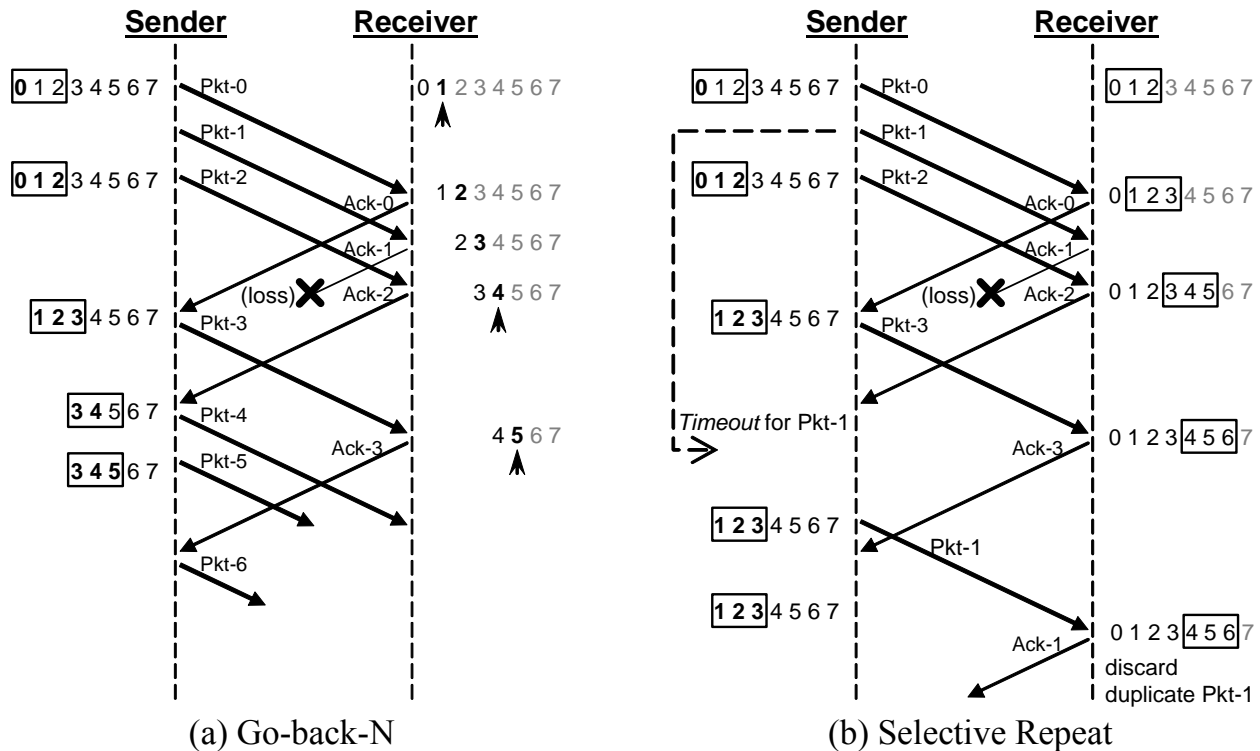 Sender
Receiver
0 1 2 3 4 5 6 7
Pkt-0
0 1 2 3 4 5 6 7
Pkt-1
0 1 2 3 4 5 6 7
Pkt-2
Ack-0
1 2 3 4 5 6 7
Ack-1
2 3 4 5 6 7
(loss)
Ack-2
3 4 5 6 7
1 2 3 4 5 6 7
Pkt-3
3 4 5 6 7
Pkt-4
Ack-3
4 5 6 7
3 4 5 6 7
Pkt-5
Pkt-6
(a) Go-back-N
Sender
Receiver
0 1 2 3 4 5 6 7
Pkt-0
0 1 2 3 4 5 6 7
Pkt-1
0 1 2 3 4 5 6 7
Pkt-2
Ack-0
0 1 2 3 4 5 6 7
Ack-1
(loss)
Ack-2
0 1 2 3 4 5 6 7
1 2 3 4 5 6 7
Pkt-3
Timeout for Pkt-1
Ack-3
0 1 2 3 4 5 6 7
1 2 3 4 5 6 7
Pkt-1
1 2 3 4 5 6 7
Ack-1
0 1 2 3 4 5 6 7
discard
duplicate Pkt-1
(b) Selective Repeat